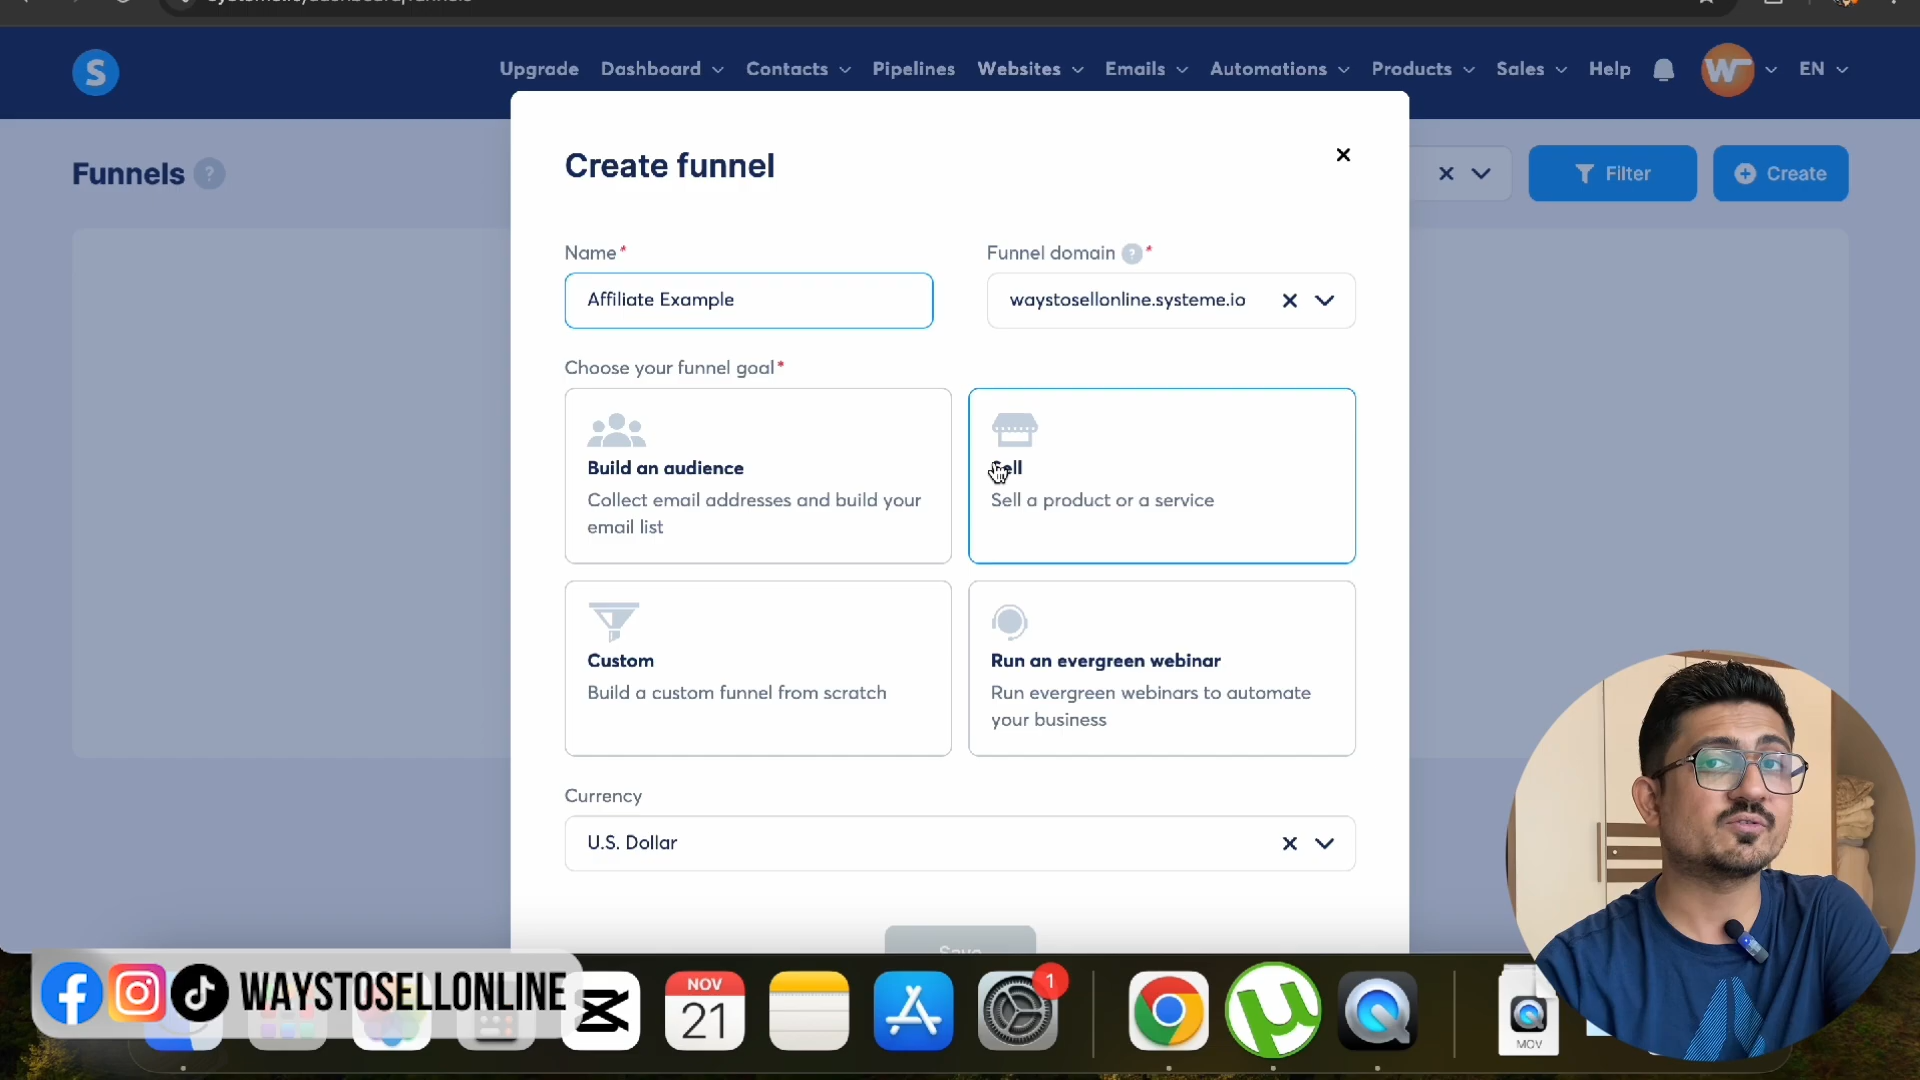 S
Upgrade Dashboard Contacts Pipelines Websites Emails Automations Products Sales Help EN
Funnels ?
Filter
Create
Create funnel
Name* Funnel domain ? *
Affiliate Example
waystosellonline.systeme.io
Choose your funnel goal*
Build an audience
Collect email addresses and build your
email list
Sell
Sell a product or a service
Custom
Build a custom funnel from scratch
Run an evergreen webinar
Run evergreen webinars to automate
your business
Currency
U.S. Dollar
WAYSTOSELLONLINE
NOV
21
1
MOV